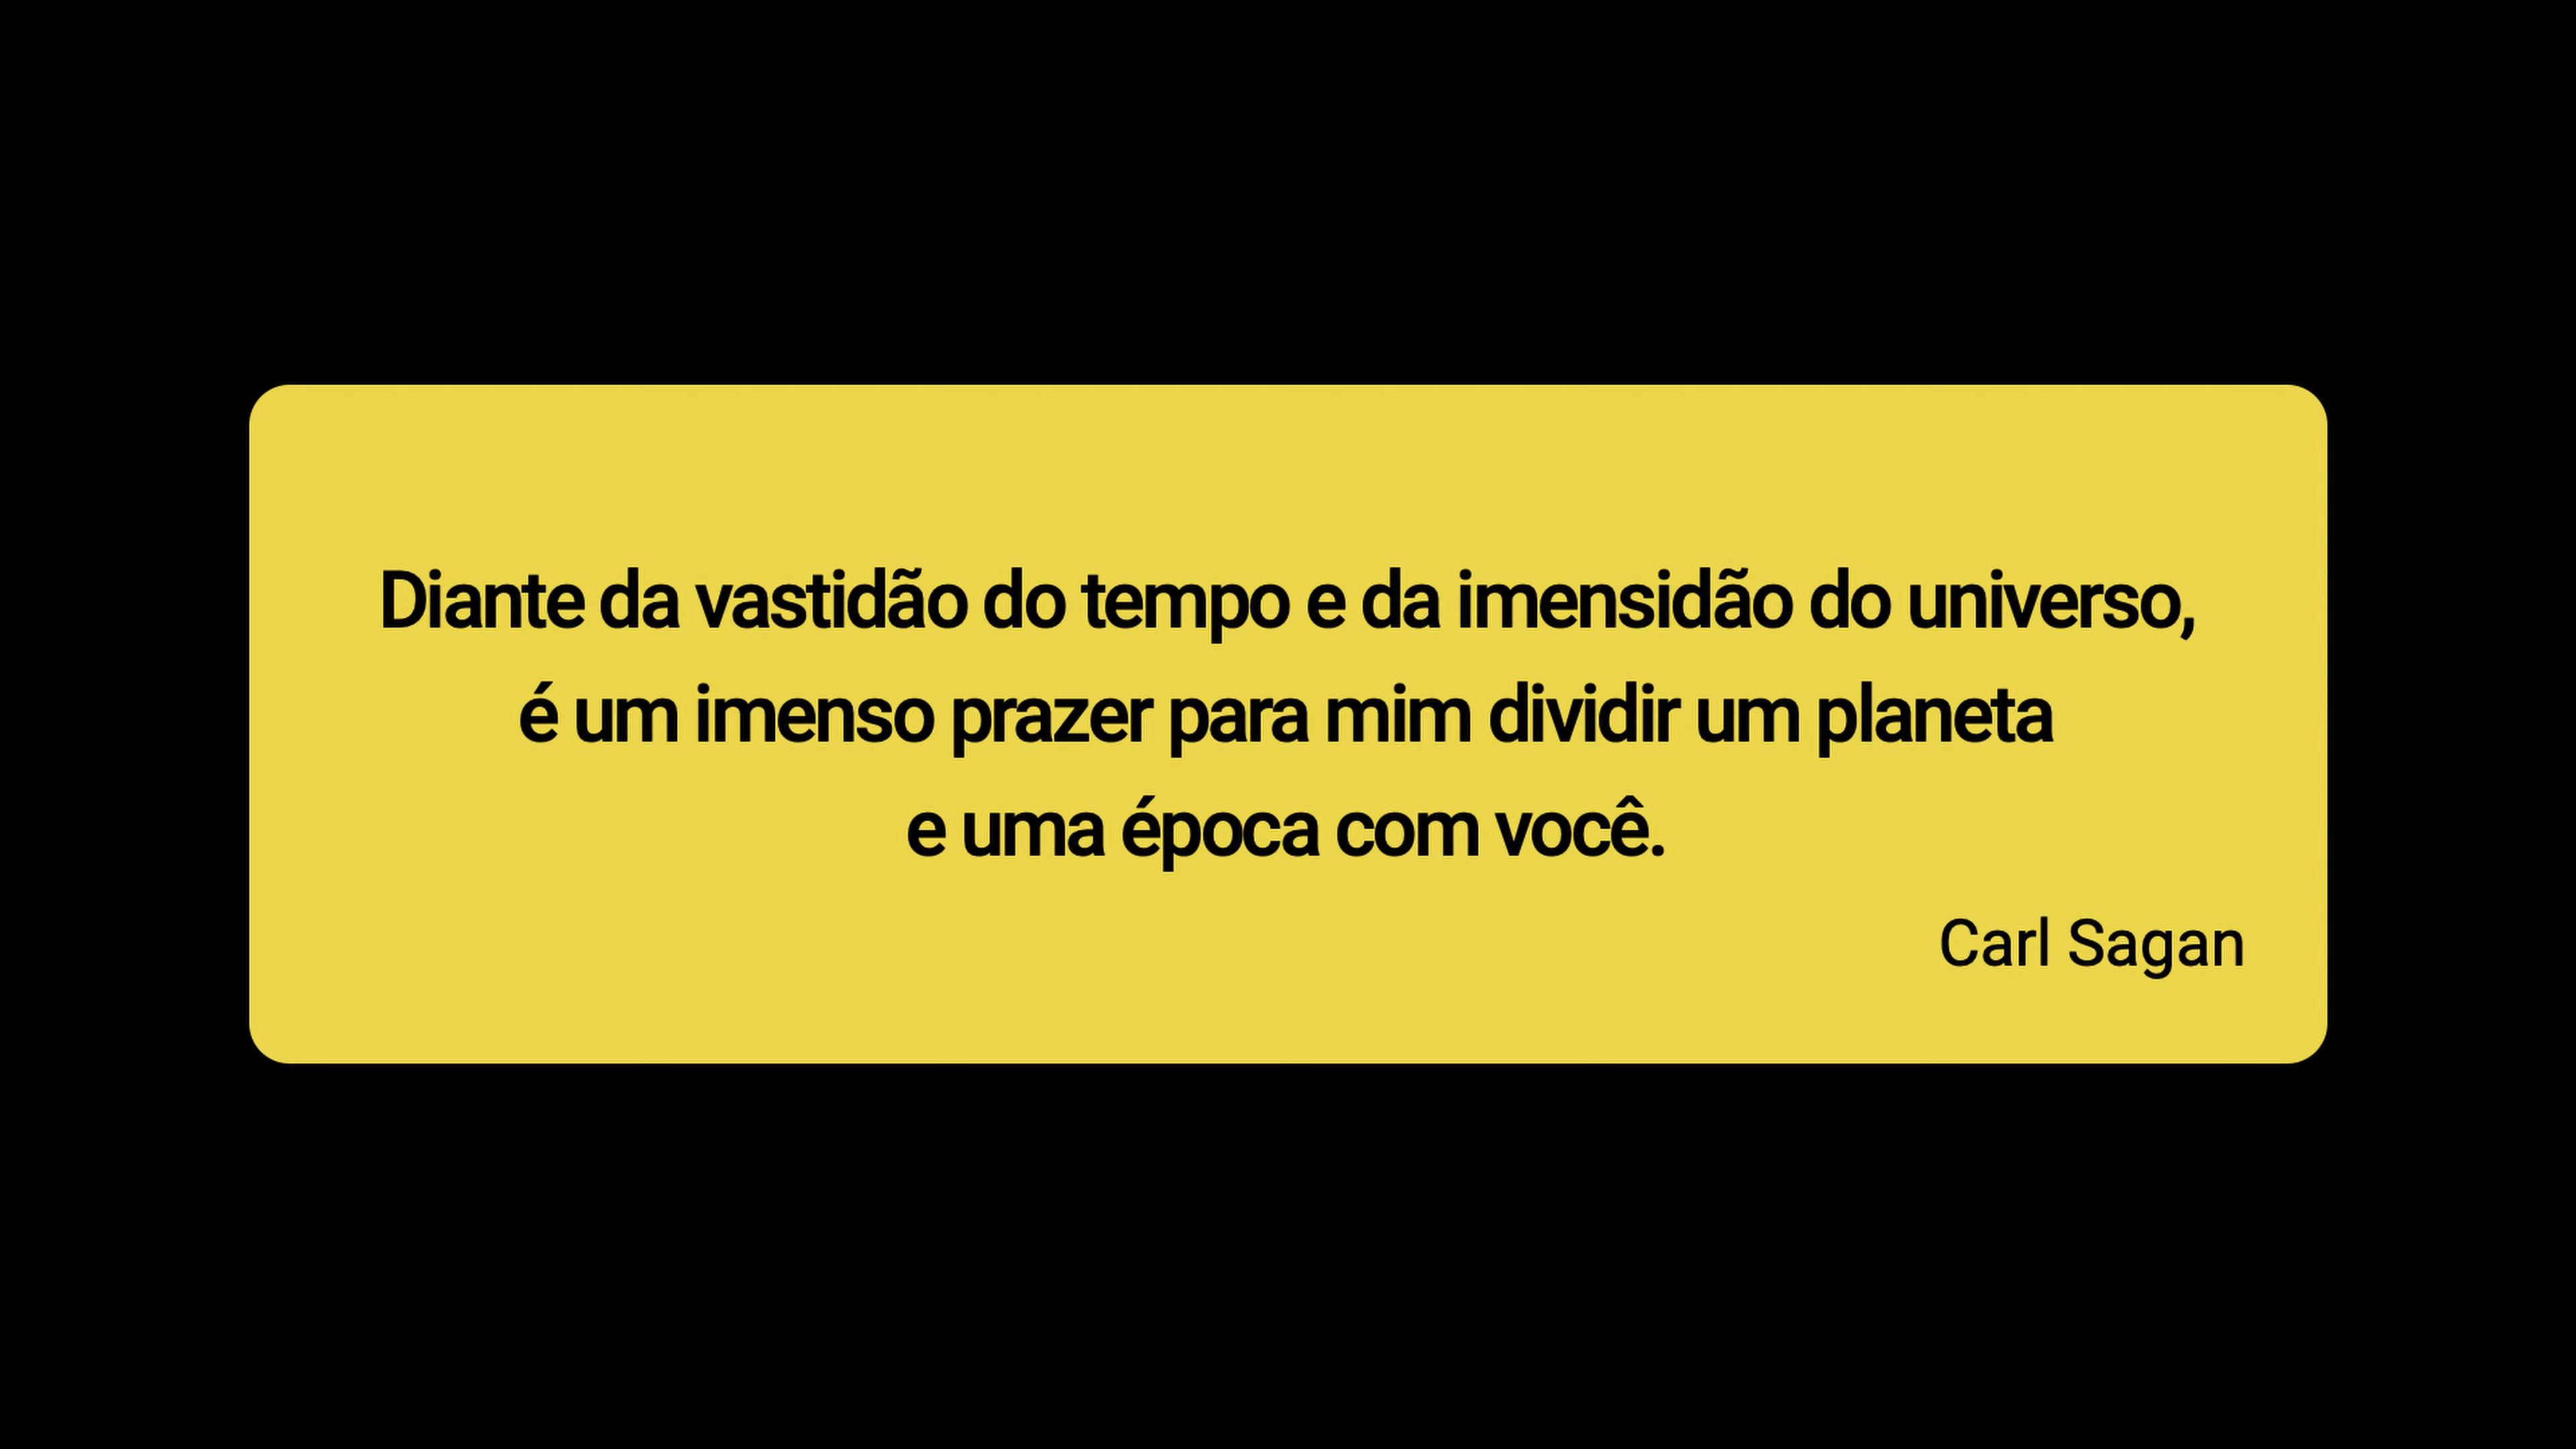 Diante da vastidão do tempo e da imensidão do universo,
é um imenso prazer para mim dividir um planeta
e uma época com você.
Carl Sagan